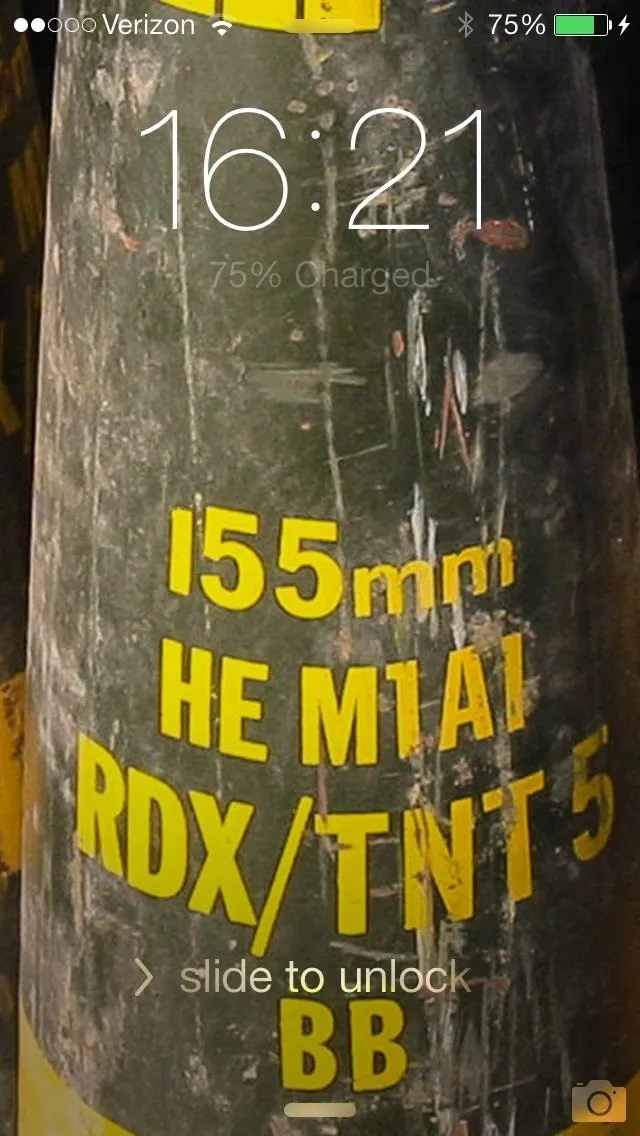 Verizon 75%
16:21
75% Charged
155mm
HE M1A1
RDX/TNT 5
slide to unlock
BB